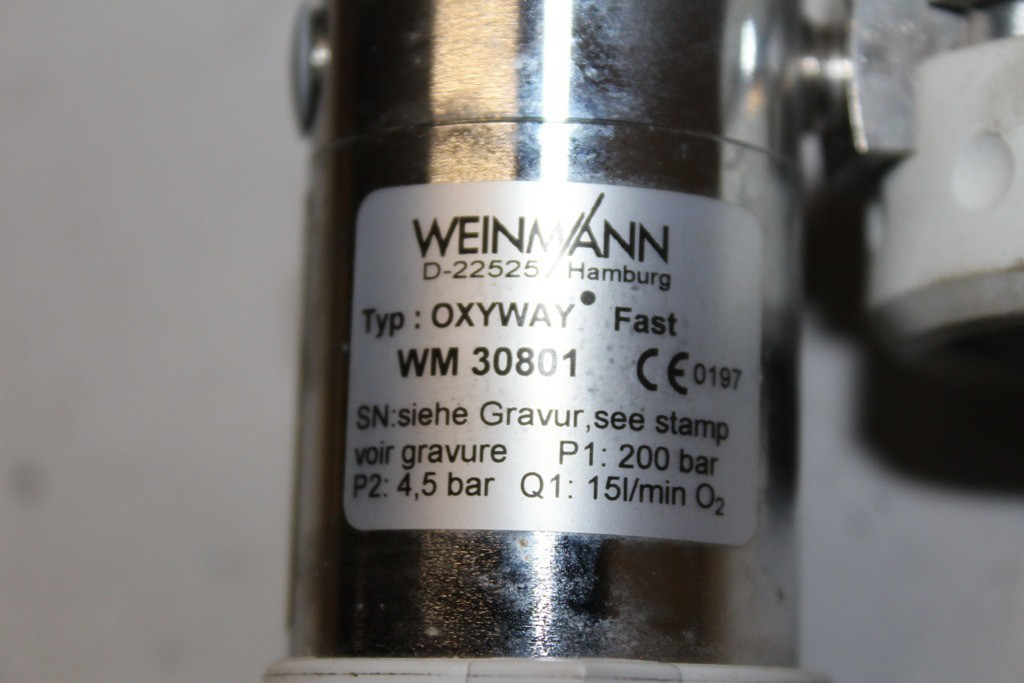 WEINMANN
D-22525 Hamburg
Typ : OXYWAY Fast
WM 30801 CE 0197
SN:siehe Gravur,see stamp
voir gravure P1: 200 bar
P2: 4,5 bar Q1: 15l/min O₂